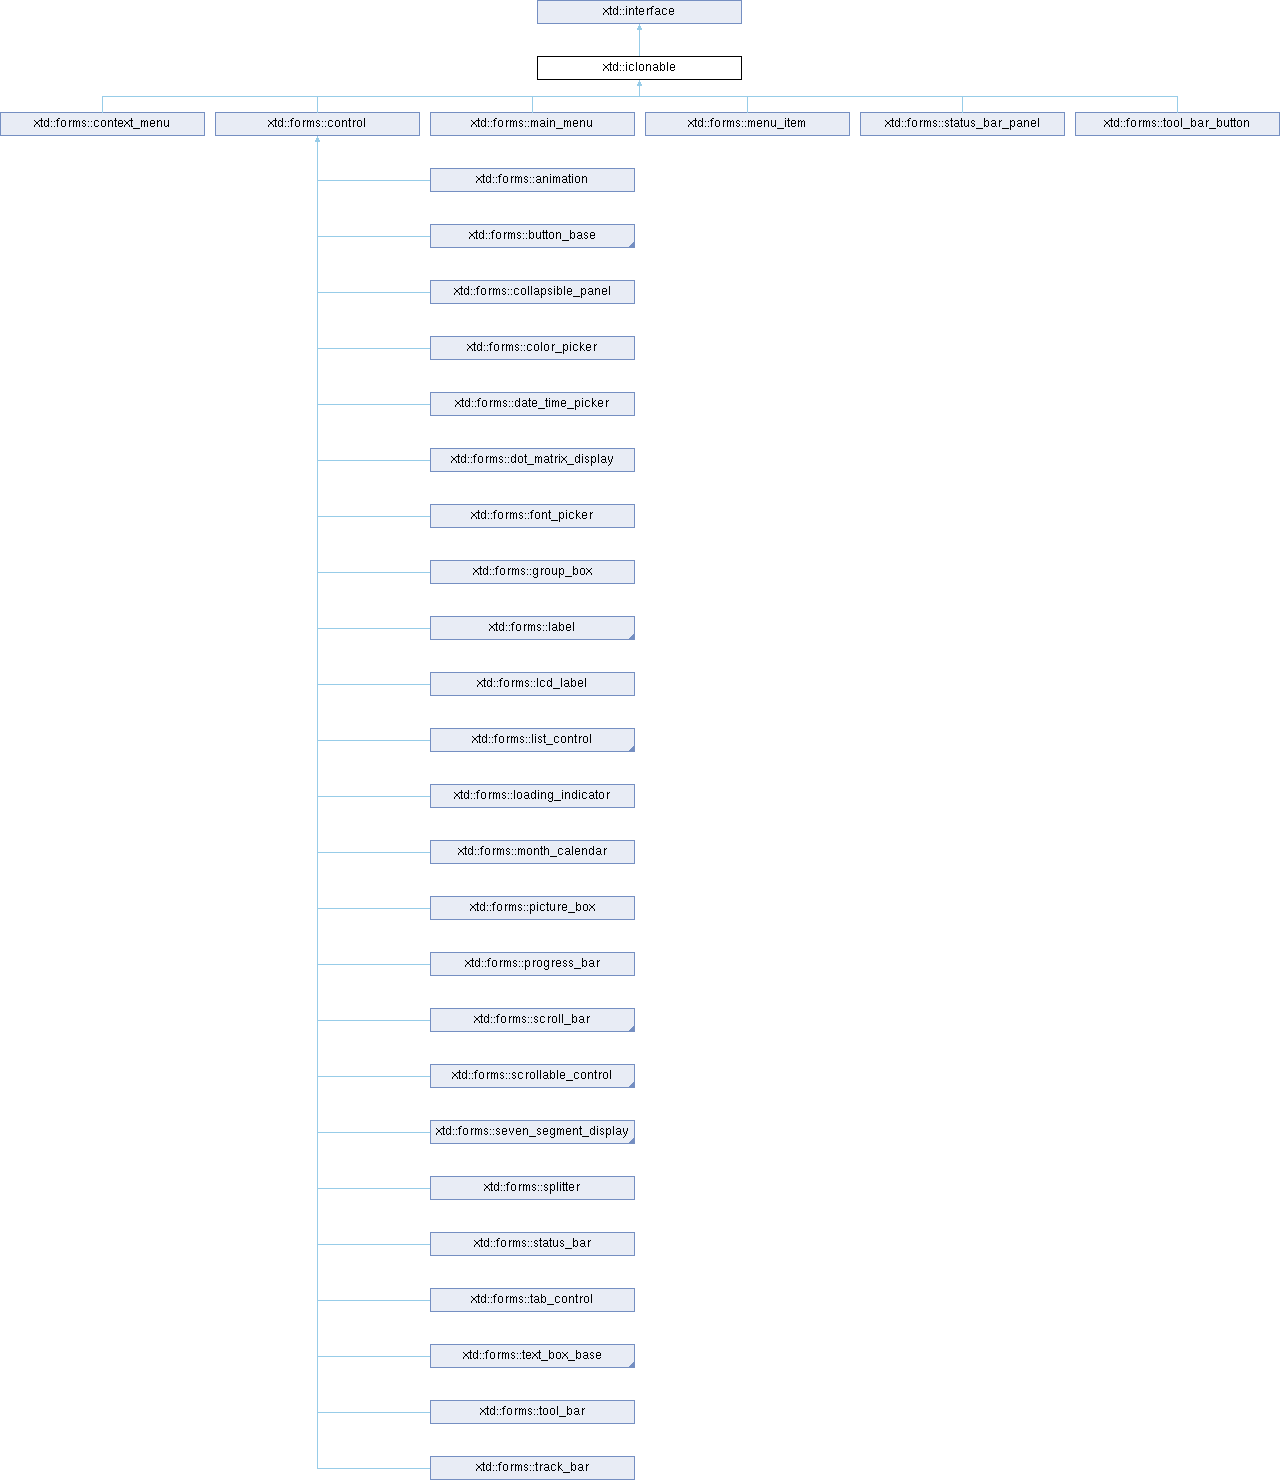 xtd::interface
xtd::iclonable
xtd::forms::context_menu
xtd::forms::control
xtd::forms::main_menu
xtd::forms::menu_item
xtd::forms::status_bar_panel
xtd::forms::tool_bar_button
xtd::forms::animation
xtd::forms::button_base
xtd::forms::collapsible_panel
xtd::forms::color_picker
xtd::forms::date_time_picker
xtd::forms::dot_matrix_display
xtd::forms::font_picker
xtd::forms::group_box
xtd::forms::label
xtd::forms::lcd_label
xtd::forms::list_control
xtd::forms::loading_indicator
xtd::forms::month_calendar
xtd::forms::picture_box
xtd::forms::progress_bar
xtd::forms::scroll_bar
xtd::forms::scrollable_control
xtd::forms::seven_segment_display
xtd::forms::splitter
xtd::forms::status_bar
xtd::forms::tab_control
xtd::forms::text_box_base
xtd::forms::tool_bar
xtd::forms::track_bar